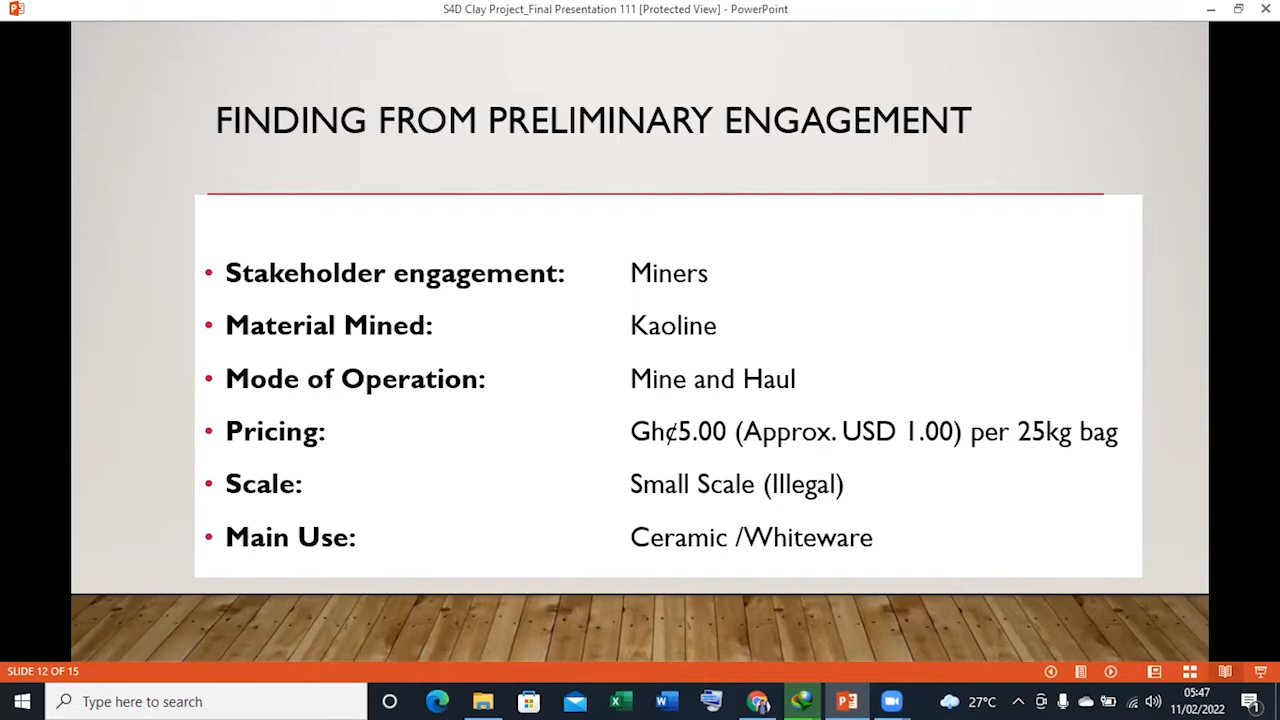 S4D Clay Project_Final Presentation 111 [Protected View] - PowerPoint
FINDING FROM PRELIMINARY ENGAGEMENT
• Stakeholder engagement: Miners
• Material Mined: Kaoline
• Mode of Operation: Mine and Haul
• Pricing: Gh¢5.00 (Approx. USD 1.00) per 25kg bag
• Scale: Small Scale (Illegal)
• Main Use: Ceramic /Whiteware
SLIDE 12 OF 15
Type here to search
27°C
05:47
11/02/2022
1